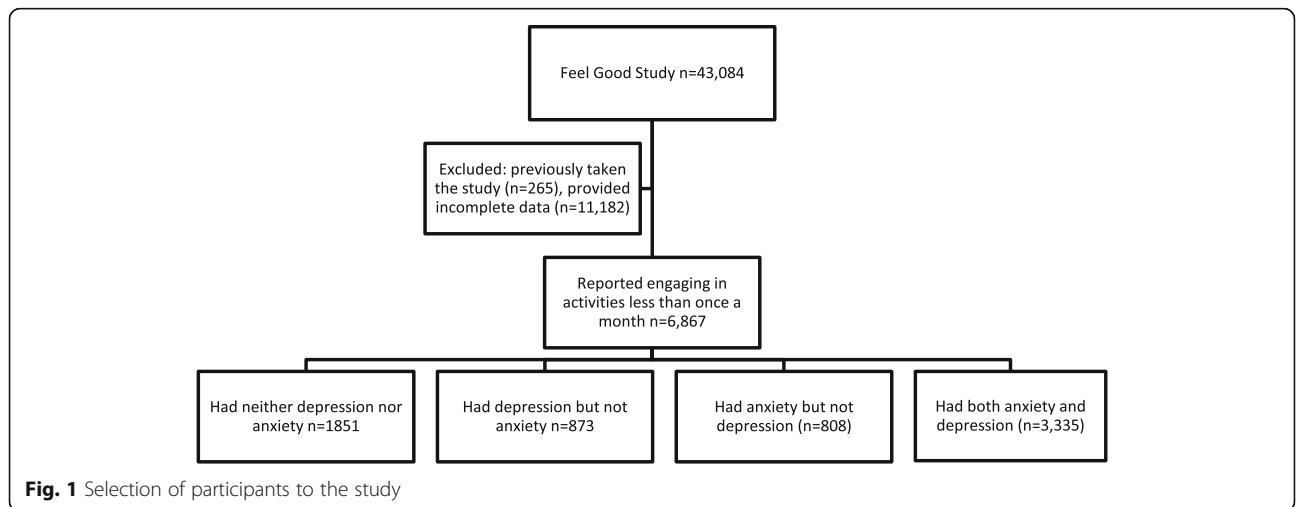 Feel Good Study n=43,084
Excluded: previously taken
the study (n=265), provided
incomplete data (n=11,182)
Reported engaging in
activities less than once a
month n=6,867
Had neither depression nor
anxiety n=1851
Had depression but not
anxiety n=873
Had anxiety but not
depression (n=808)
Had both anxiety and
depression (n=3,335)
Fig. 1 Selection of participants to the study